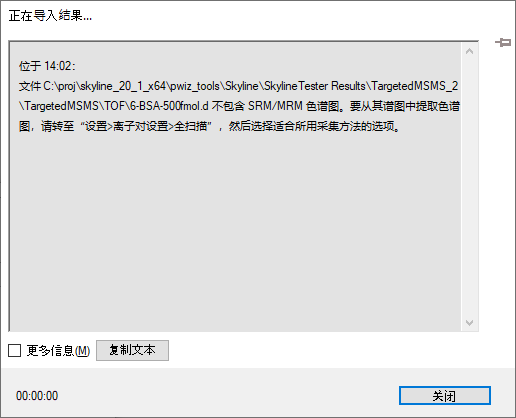 正在导入结果...
位于 14:02:
文件 C:\proj\skyline_20_1_x64\pwiz_tools\Skyline\SkylineTester Results\TargetedMSMS_2
\TargetedMSMS\TOF\6-BSA-500fmol.d 不包含 SRM/MRM 色谱图。要从其谱图中提取色谱
图，请转至“设置>离子对设置>全扫描”，然后选择适合所用采集方法的选项。
更多信息(M)
复制文本
00:00:00
关闭